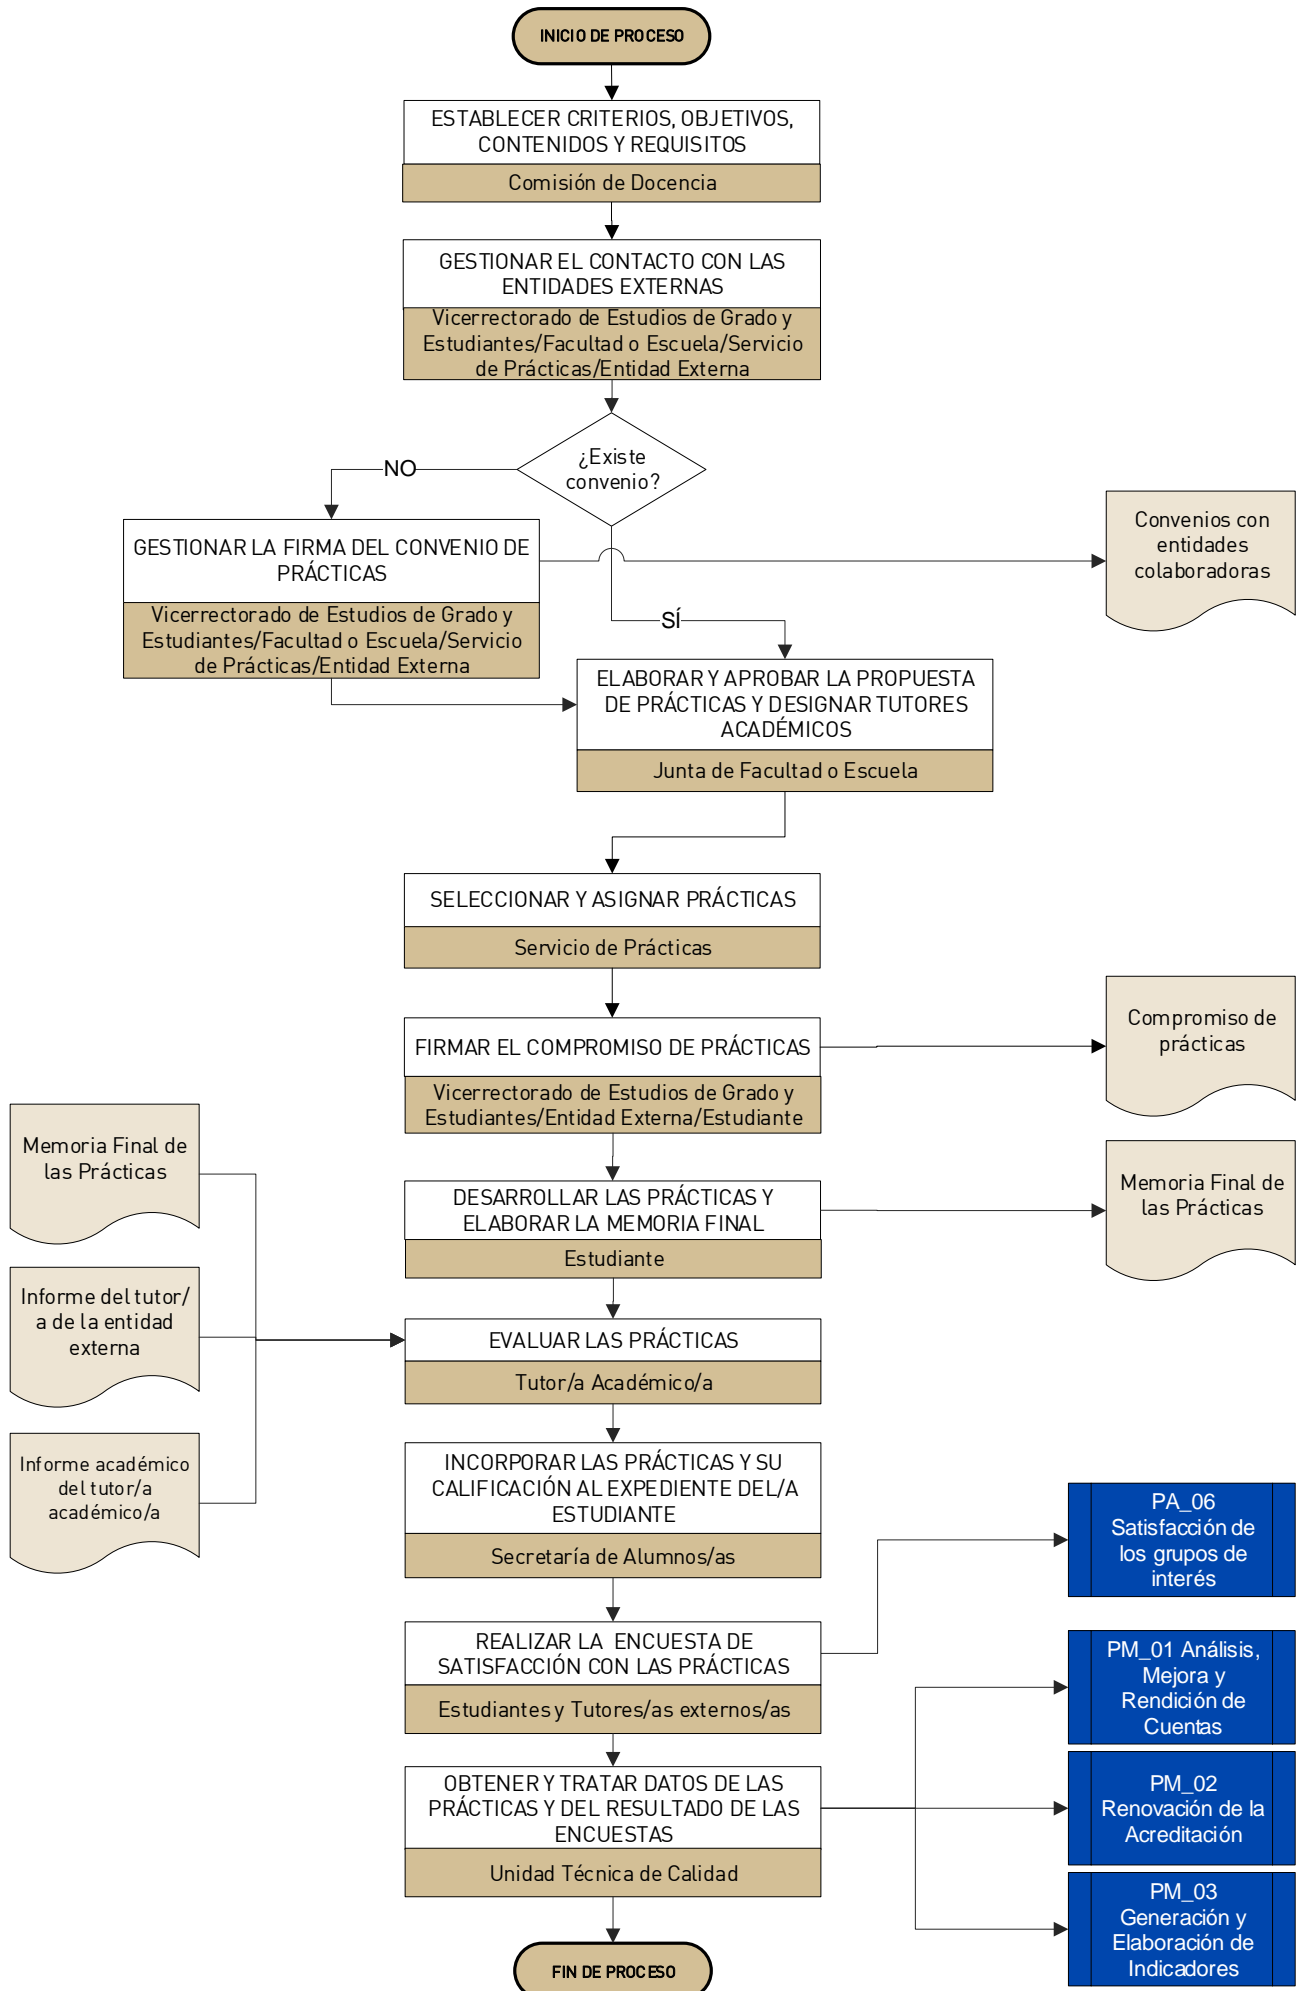 INICIO DE PROCESO
ESTABLECER CRITERIOS, OBJETIVOS,
CONTENIDOS Y REQUISITOS
Comisión de Docencia
GESTIONAR EL CONTACTO CON LAS
ENTIDADES EXTERNAS
Vicerrectorado de Estudios de Grado y
Estudiantes/Facultad o Escuela/Servicio
de Prácticas/Entidad Externa
¿Existe
convenio?
NO
GESTIONAR LA FIRMA DEL CONVENIO DE
PRÁCTICAS
Vicerrectorado de Estudios de Grado y
Estudiantes/Facultad o Escuela/Servicio
de Prácticas/Entidad Externa
Convenios con
entidades
colaboradoras
SÍ
ELABORAR Y APROBAR LA PROPUESTA
DE PRÁCTICAS Y DESIGNAR TUTORES
ACADÉMICOS
Junta de Facultad o Escuela
SELECCIONAR Y ASIGNAR PRÁCTICAS
Servicio de Prácticas
FIRMAR EL COMPROMISO DE PRÁCTICAS
Vicerrectorado de Estudios de Grado y
Estudiantes/Entidad Externa/Estudiante
Compromiso de
prácticas
DESARROLLAR LAS PRÁCTICAS Y
ELABORAR LA MEMORIA FINAL
Estudiante
Memoria Final de
las Prácticas
Memoria Final de
las Prácticas
Informe del tutor/
a de la entidad
externa
Informe académico
del tutor/a
académico/a
EVALUAR LAS PRÁCTICAS
Tutor/a Académico/a
INCORPORAR LAS PRÁCTICAS Y SU
CALIFICACIÓN AL EXPEDIENTE DEL/A
ESTUDIANTE
Secretaría de Alumnos/as
REALIZAR LA ENCUESTA DE
SATISFACCIÓN CON LAS PRÁCTICAS
Estudiantes y Tutores/as externos/as
PA_06
Satisfacción de
los grupos de
interés
OBTENER Y TRATAR DATOS DE LAS
PRÁCTICAS Y DEL RESULTADO DE LAS
ENCUESTAS
Unidad Técnica de Calidad
PM_01 Análisis,
Mejora y
Rendición de
Cuentas
PM_02
Renovación de la
Acreditación
PM_03
Generación y
Elaboración de
Indicadores
FIN DE PROCESO